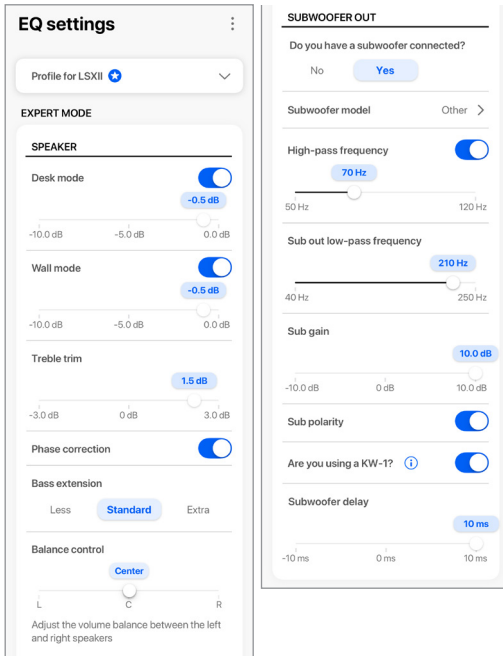 EQ settings
Profile for LSXII
EXPERT MODE
SPEAKER
Desk mode
-0.5 dB
-10.0 dB -5.0 dB 0.0 dB
Wall mode
-0.5 dB
-10.0 dB -5.0 dB 0.0 dB
Treble trim
1.5 dB
-3.0 dB 0 dB 3.0 dB
Phase correction
Bass extension
Less Standard Extra
Balance control
Center
L C R
Adjust the volume balance between the left
and right speakers
SUBWOOFER OUT
Do you have a subwoofer connected?
No Yes
Subwoofer model Other
High-pass frequency
70 Hz
50 Hz 120 Hz
Sub out low-pass frequency
210 Hz
40 Hz 250 Hz
Sub gain
10.0 dB
-10.0 dB 0 dB 10.0 dB
Sub polarity
Are you using a KW-1?
Subwoofer delay
10 ms
-10 ms 0 ms 10 ms